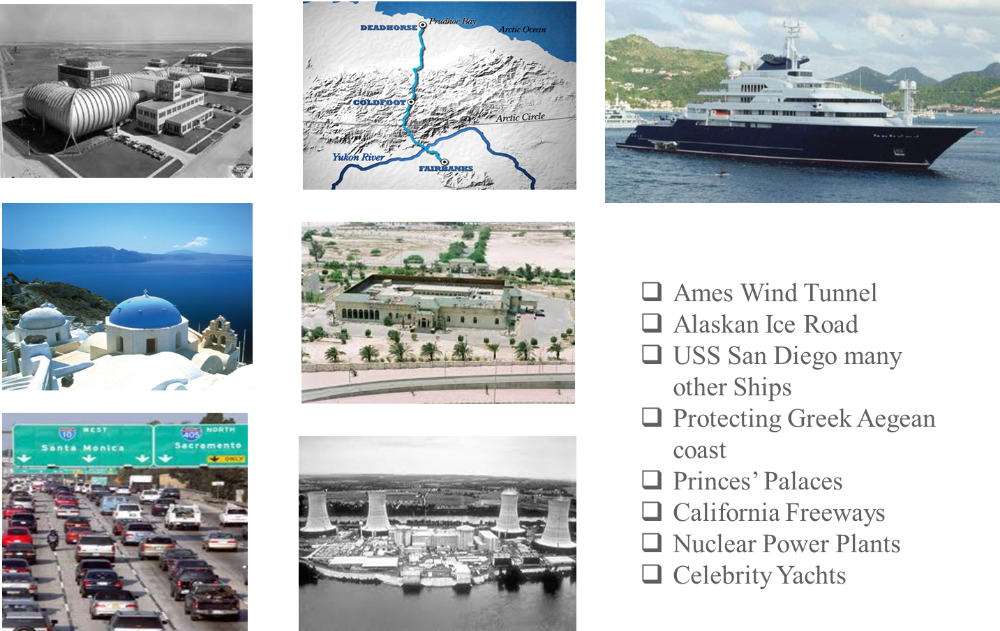 Prudhoe Bay
DEADHORSE
Arctic Ocean
COLDFOOT
Arctic Circle
Yukon River
FAIRBANKS
10 WEST
Santa Monica
405 NORTH
Sacramento
ONLY
❑ Ames Wind Tunnel
❑ Alaskan Ice Road
❑ USS San Diego many
other Ships
❑ Protecting Greek Aegean
coast
❑ Princes’ Palaces
❑ California Freeways
❑ Nuclear Power Plants
❑ Celebrity Yachts